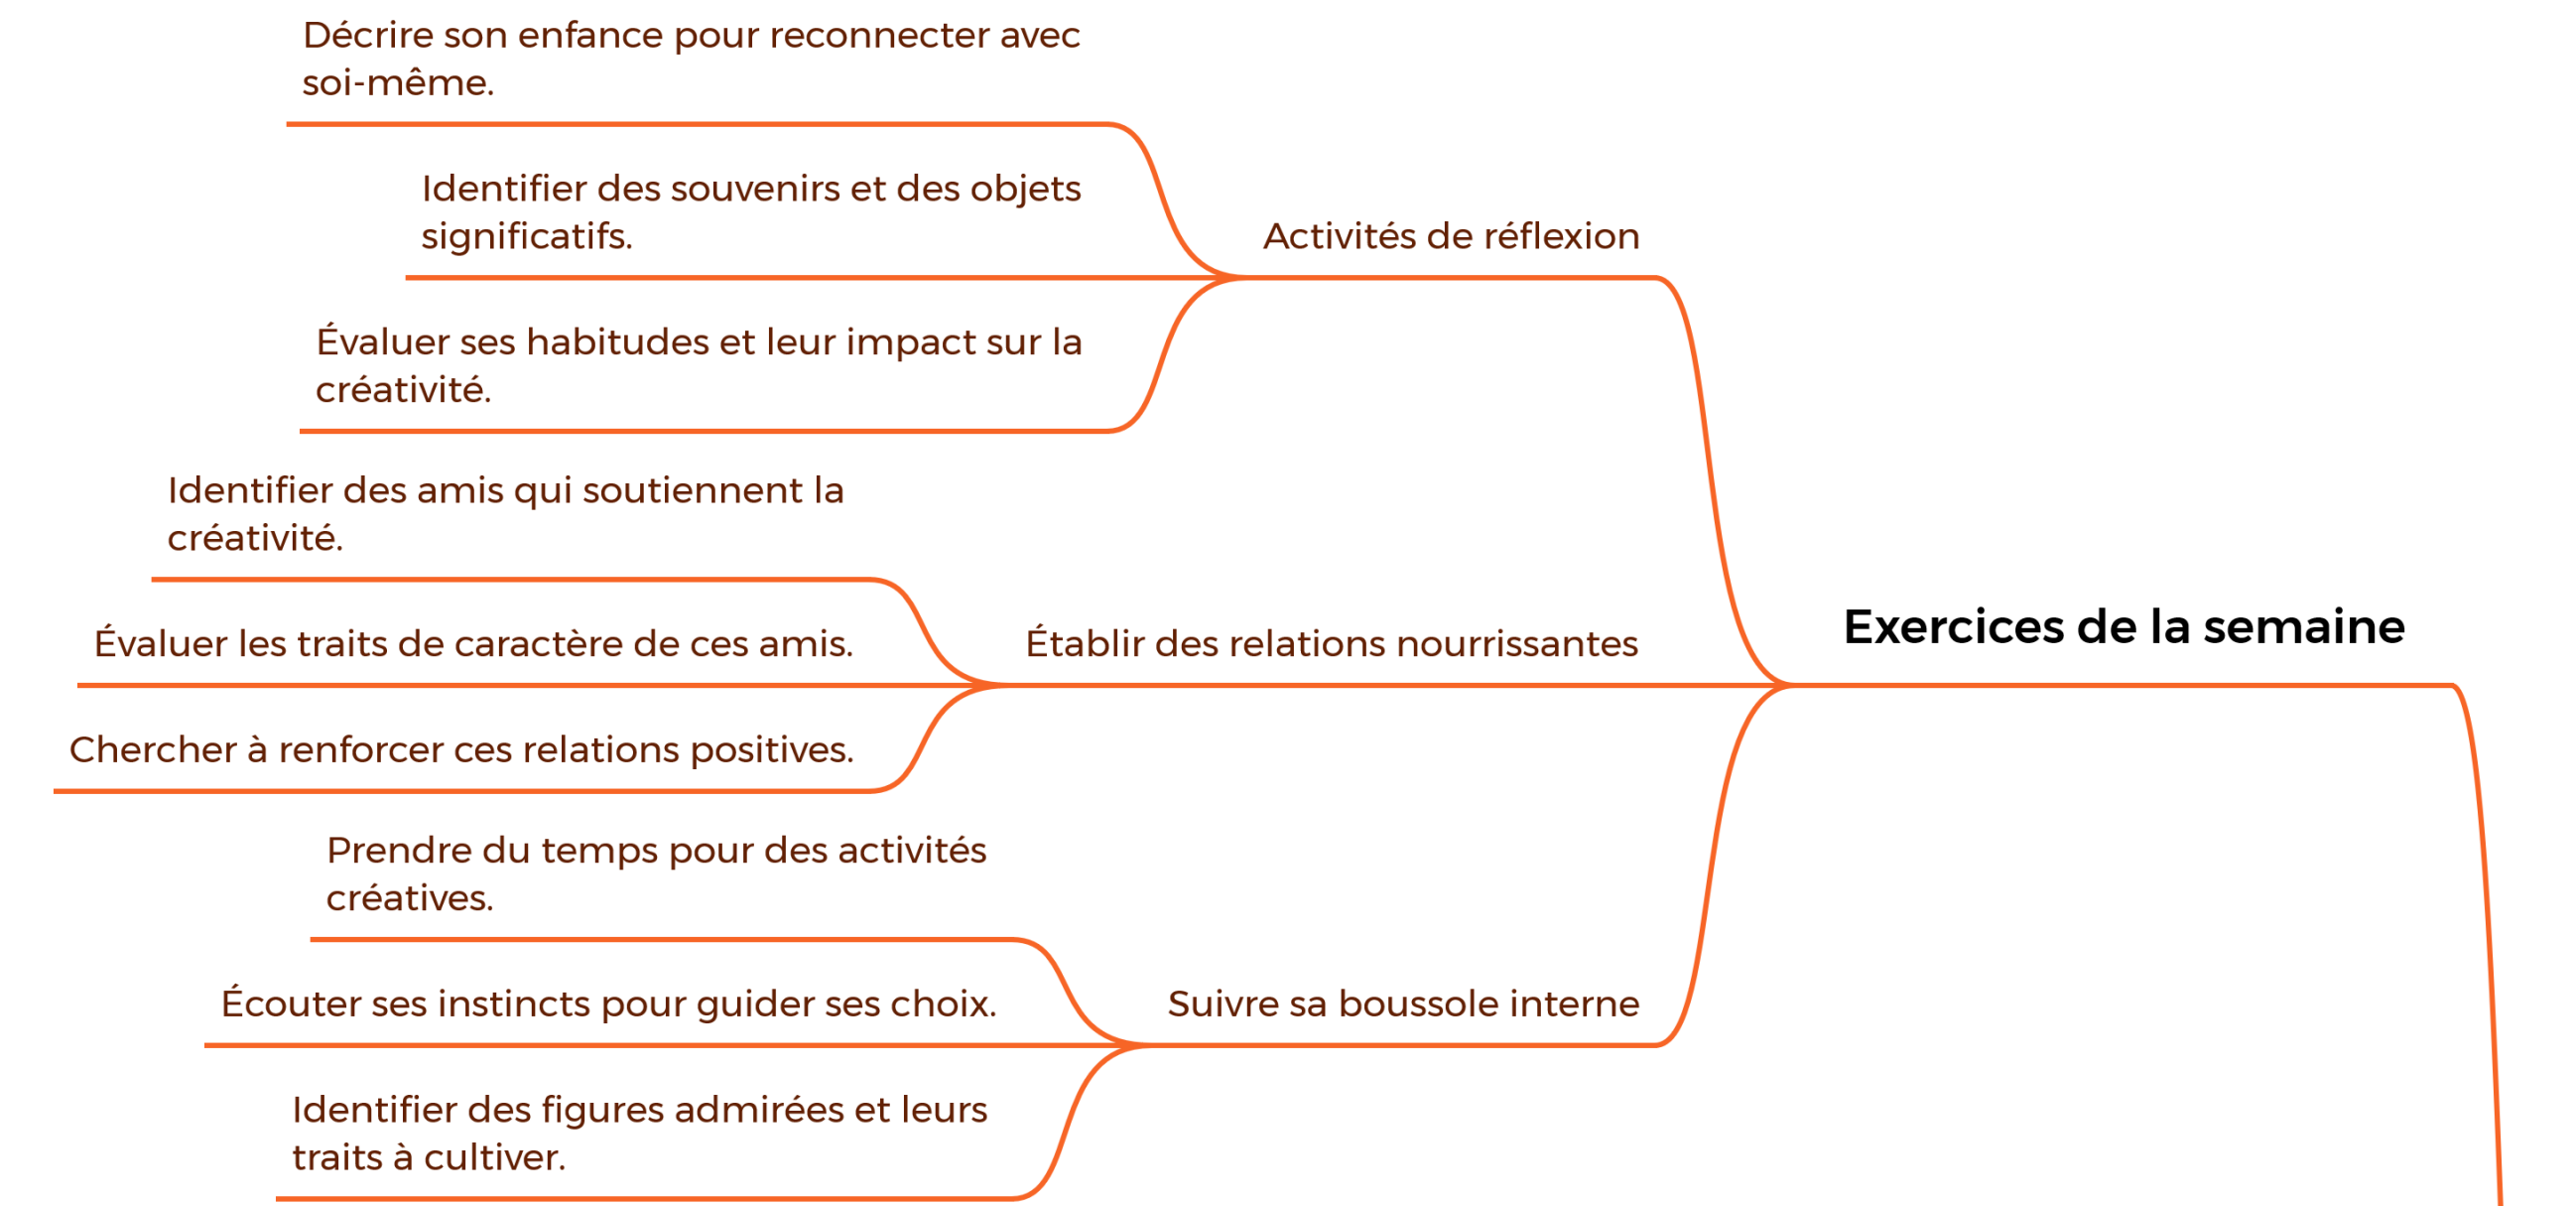 Décrire son enfance pour reconnecter avec
soi-même.
Identifier des souvenirs et des objets
significatifs.
Activités de réflexion
Évaluer ses habitudes et leur impact sur la
créativité.
Identifier des amis qui soutiennent la
créativité.
Évaluer les traits de caractère de ces amis.
Établir des relations nourrissantes
Exercices de la semaine
Chercher à renforcer ces relations positives.
Prendre du temps pour des activités
créatives.
Écouter ses instincts pour guider ses choix.
Suivre sa boussole interne
Identifier des figures admirées et leurs
traits à cultiver.